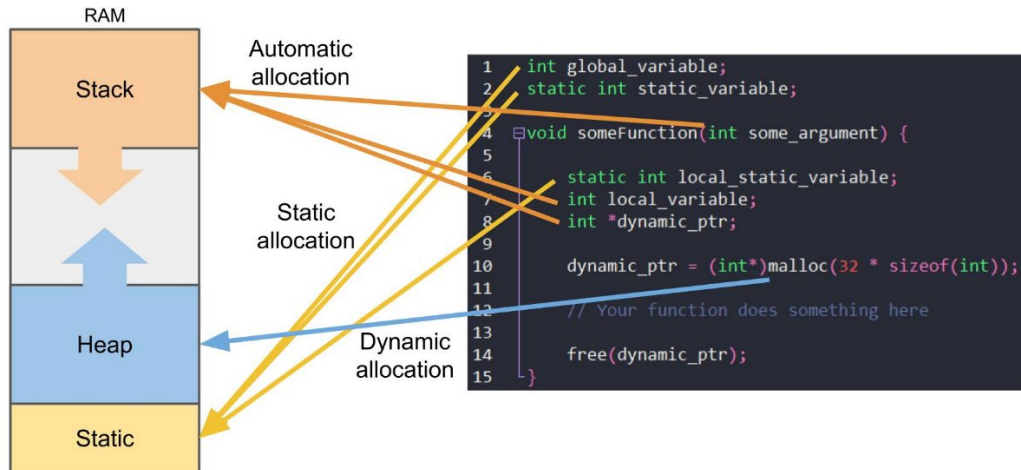 RAM
Stack
Heap
Static
Automatic
allocation
Static
allocation
Dynamic
allocation
1 int global_variable;
2 static int static_variable;
3
4 void someFunction(int some_argument) {
5
6 static int local_static_variable;
7 int local_variable;
8 int *dynamic_ptr;
9
10 dynamic_ptr = (int*)malloc(32 * sizeof(int));
11
12 // Your function does something here
13
14 free(dynamic_ptr);
15 }